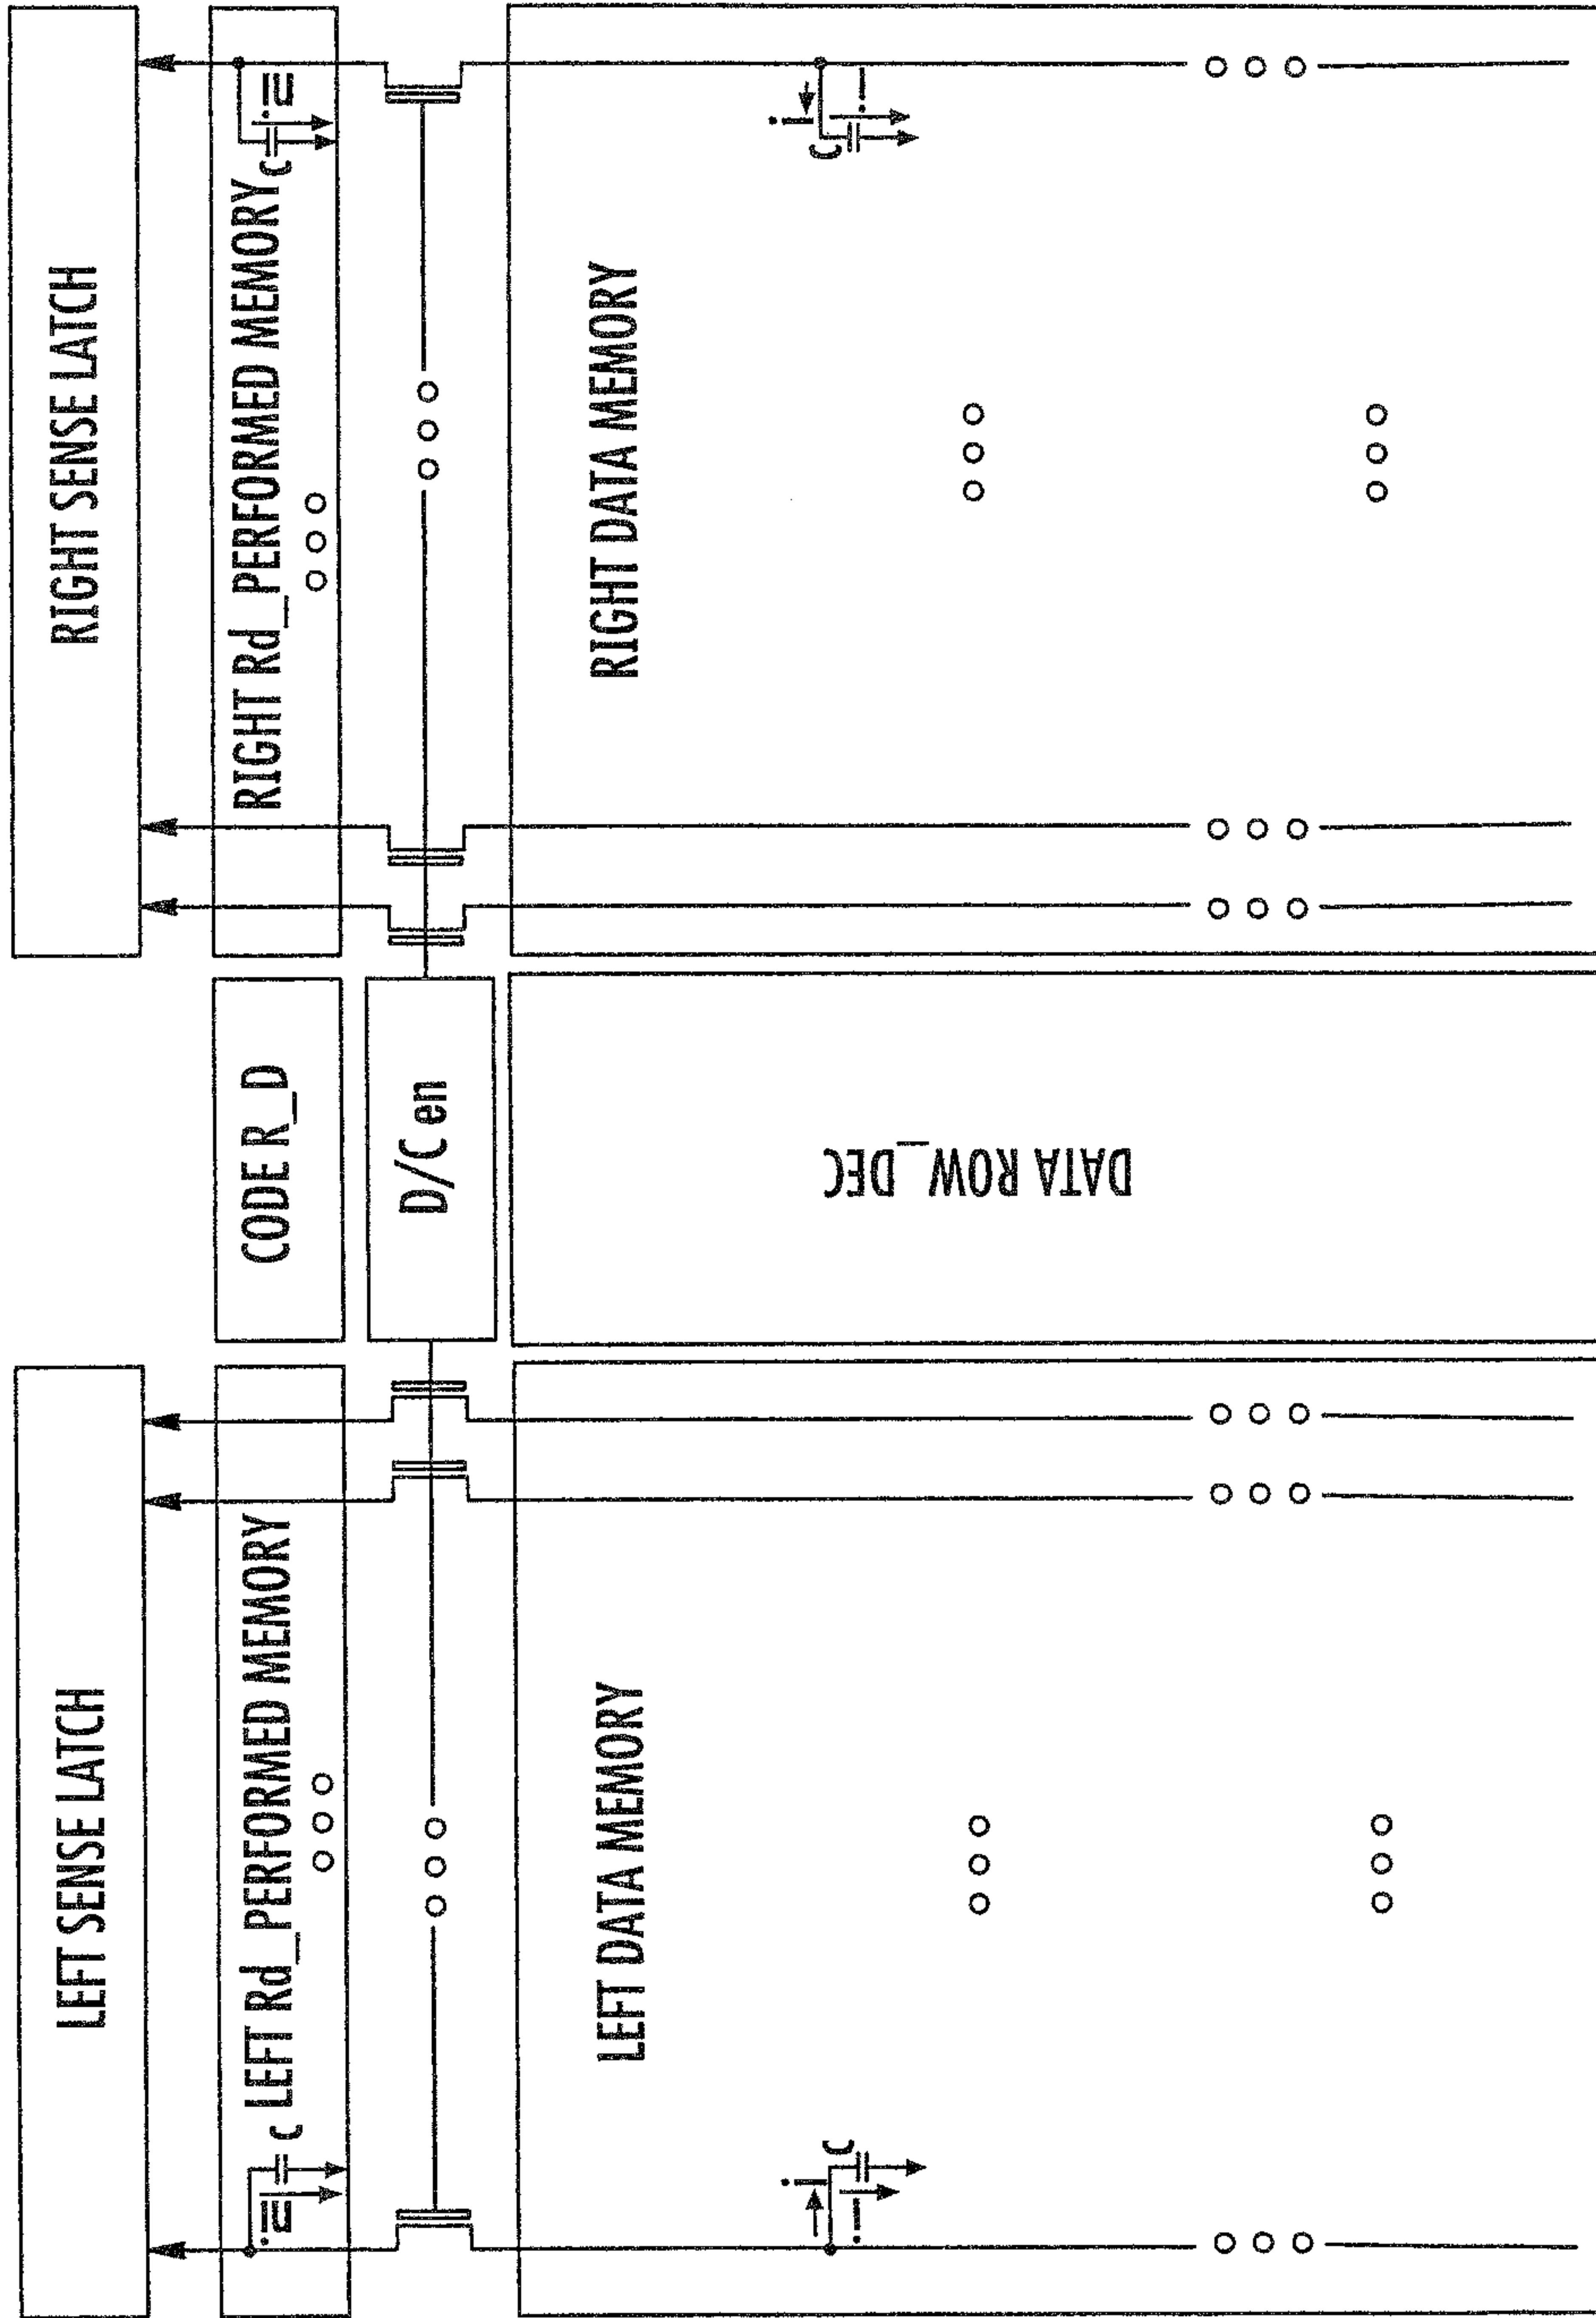 LEFT SENSE LATCH
RIGHT SENSE LATCH
C
LEFT Rd_PERFORMED MEMORY
CODE R_D
RIGHT Rd_PERFORMED MEMORY
C
D/C en
LEFT DATA MEMORY
DATA ROW_DEC
RIGHT DATA MEMORY
i
C
i
C